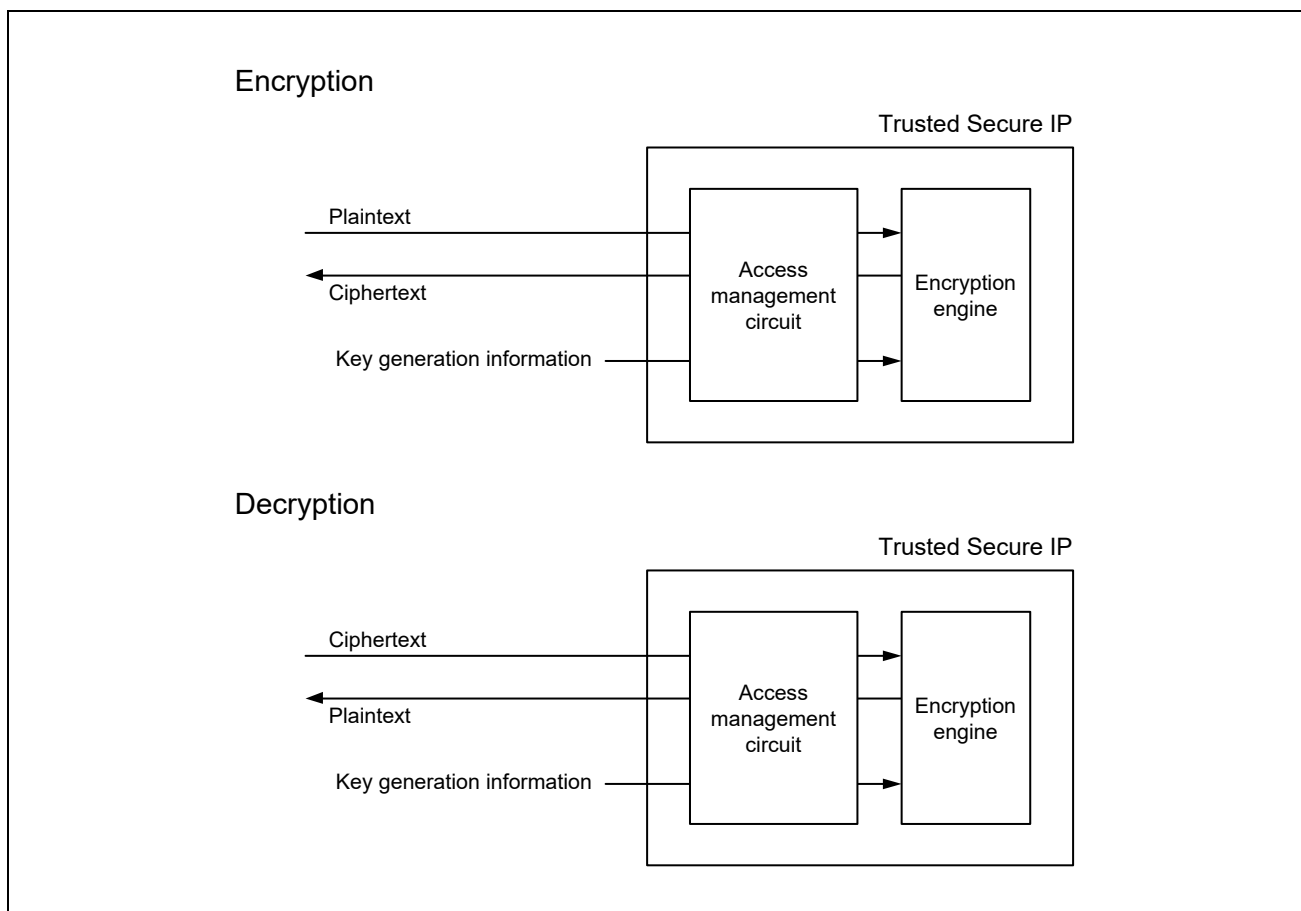 Encryption
Trusted Secure IP
Plaintext
Ciphertext
Key generation information
Access
management
circuit
Encryption
engine
Decryption
Trusted Secure IP
Ciphertext
Plaintext
Key generation information
Access
management
circuit
Encryption
engine